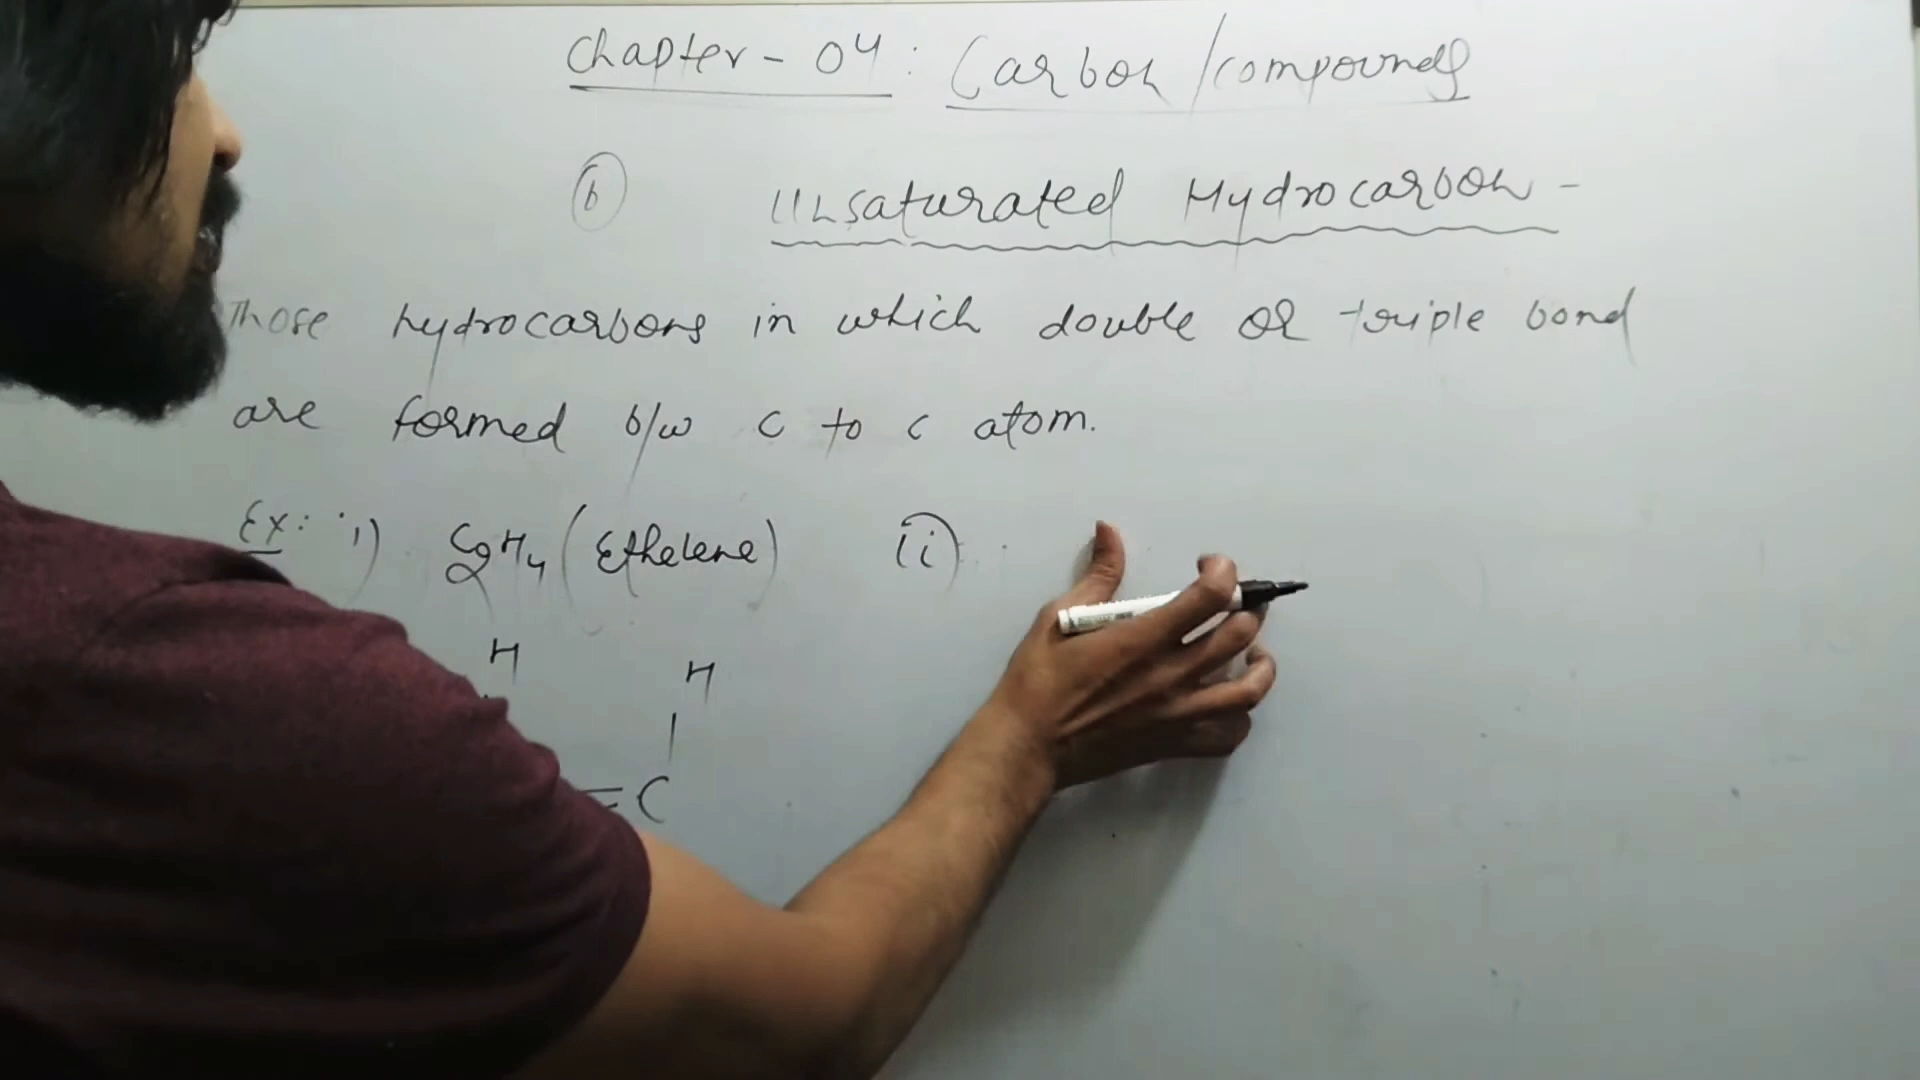 Chapter - 04: Carbon/compounds
(b) Unsaturated Hydrocarbon -
Those hydrocarbons in which double or triple bond
are formed b/w c to c atom.
Ex: i) C2H4 (Ethelene) ii)
H H
=C